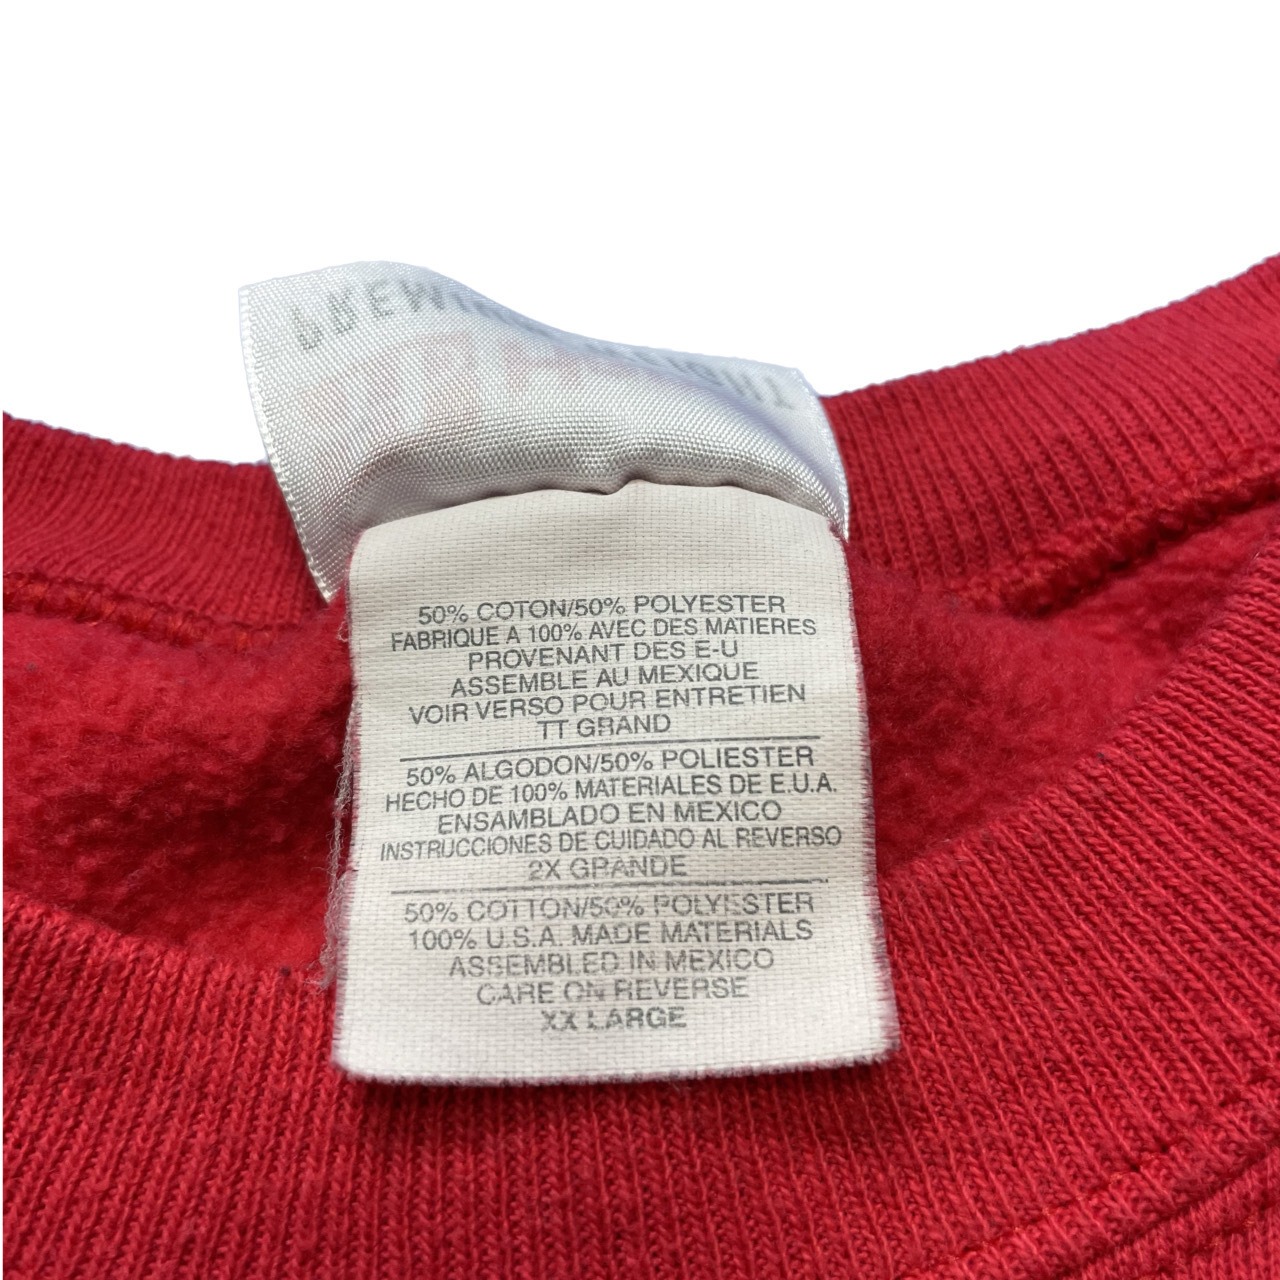 50% COTON/50% POLYESTER
FABRIQUE A 100% AVEC DES MATIERES
PROVENANT DES E-U
ASSEMBLE AU MEXIQUE
VOIR VERSO POUR ENTRETIEN
TT GRAND
50% ALGODON/50% POLIESTER
HECHO DE 100% MATERIALES DE E.U.A.
ENSAMBLADO EN MEXICO
INSTRUCCIONES DE CUIDADO AL REVERSO
2X GRANDE
50% COTTON/50% POLYESTER
100% U.S.A. MADE MATERIALS
ASSEMBLED IN MEXICO
CARE ON REVERSE
XX LARGE